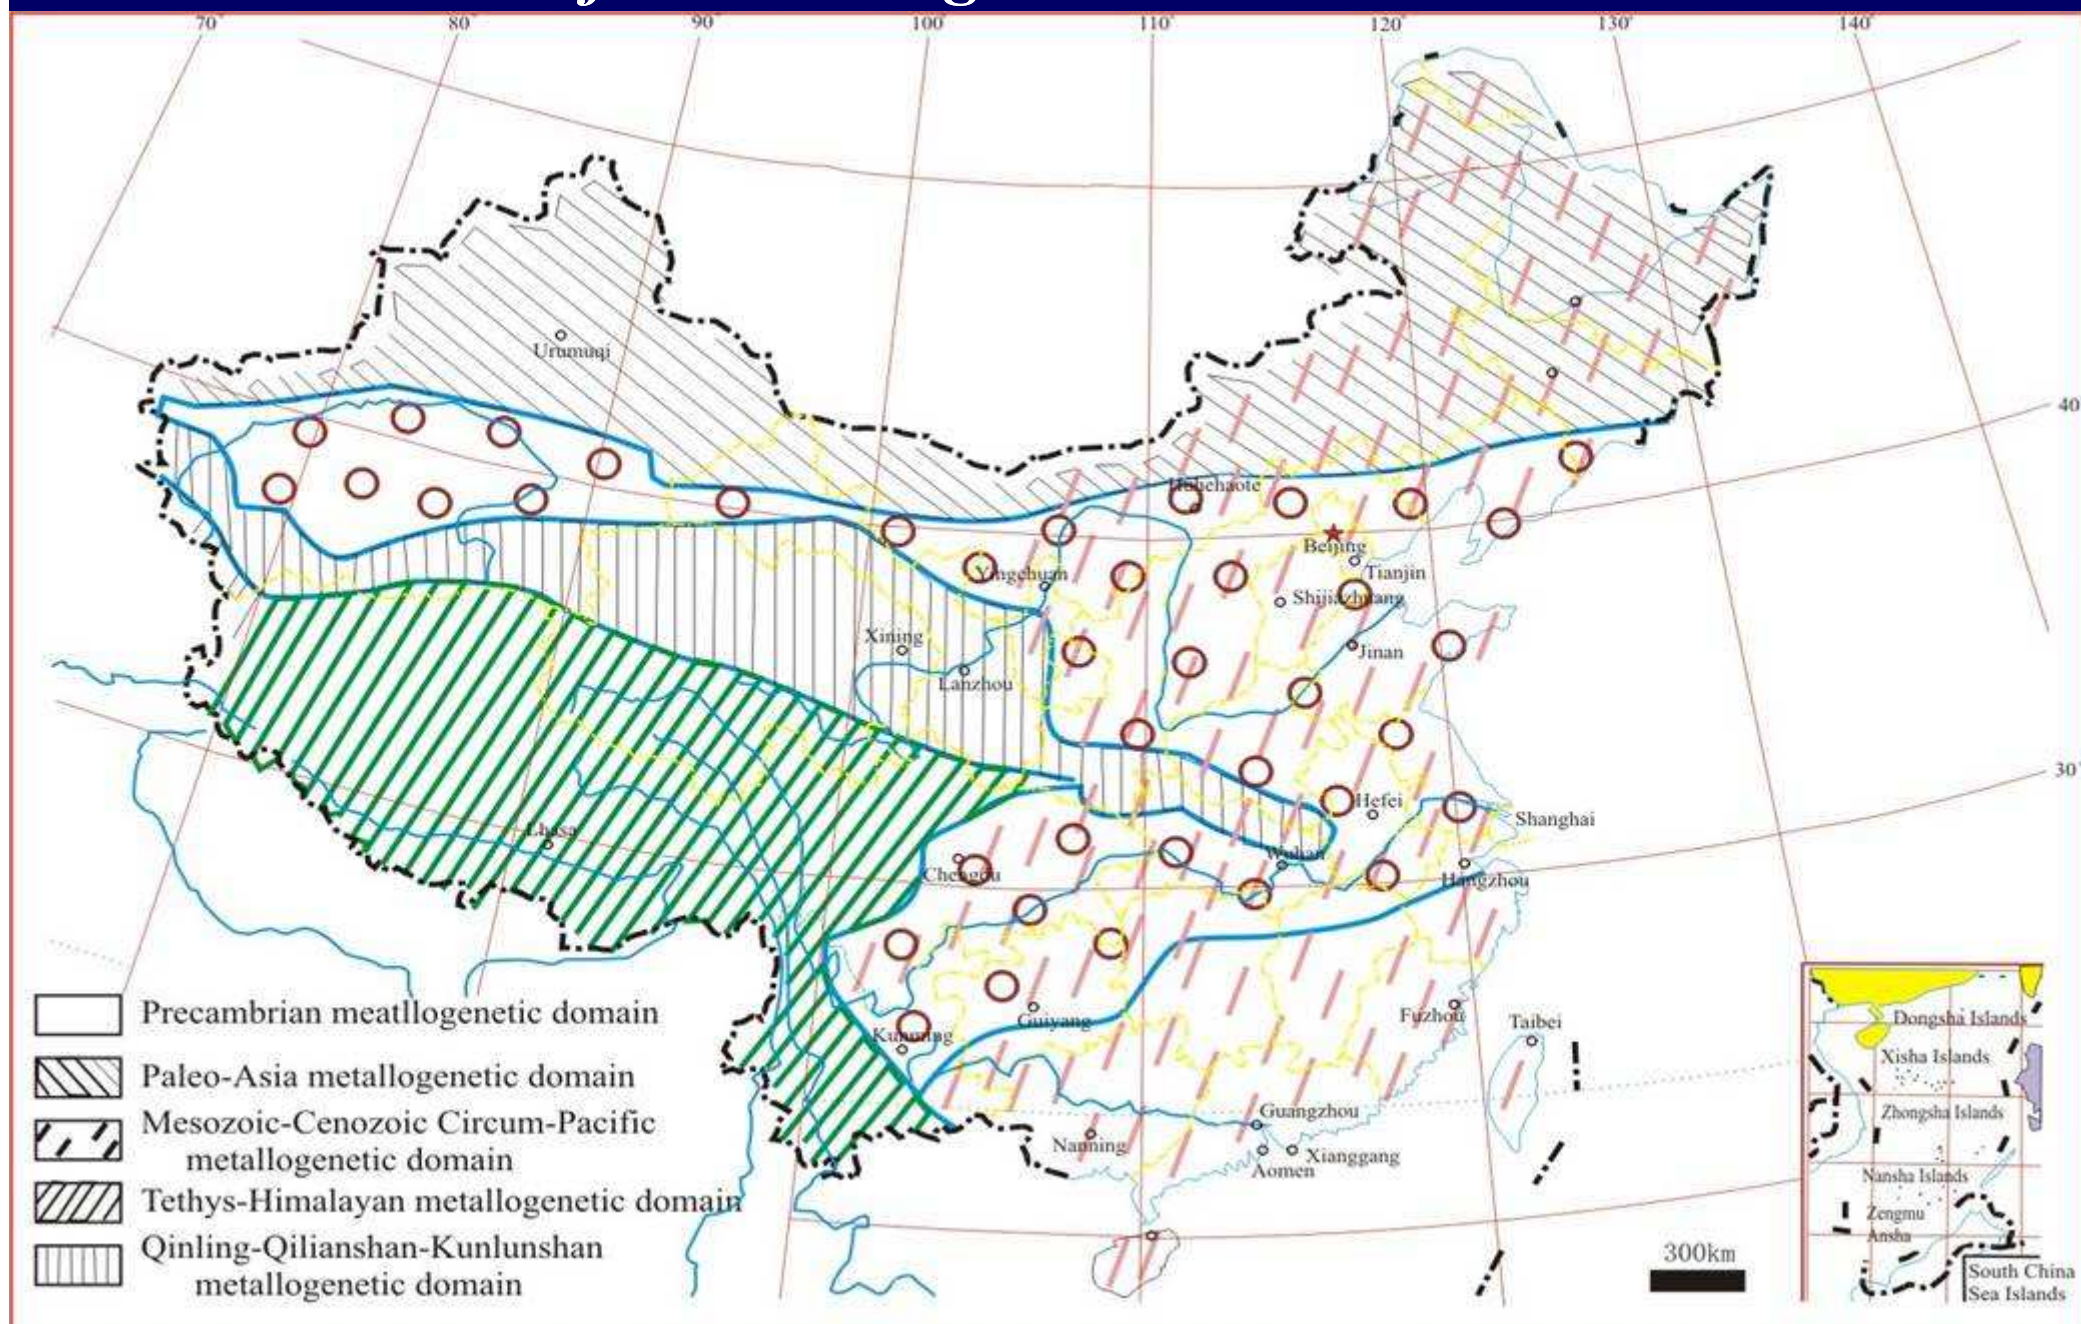 70°
80°
90°
100°
110°
120°
130°
140°
40
30°
Urumuqi
Huhehaote
Beijing
Tianjin
Yingchuan
Shijiazhuang
Xining
Jinan
Lanzhou
Hefei
Shanghai
Lhasa
Chengdu
Wuhan
Hangzhou
Fuzhou
Taibei
Guiyang
Kunming
Guangzhou
Nanning
Xianggang
Aomen
Precambrian meatllogenetic domain
Paleo-Asia metallogenetic domain
Mesozoic-Cenozoic Circum-Pacific
metallogenetic domain
Tethys-Himalayan metallogenetic domain
Qinling-Qilianshan-Kunlunshan
metallogenetic domain
300km
Dongsha Islands
Xisha Islands
Zhongsha Islands
Nansha Islands
Zengmu
Ansha
South China
Sea Islands